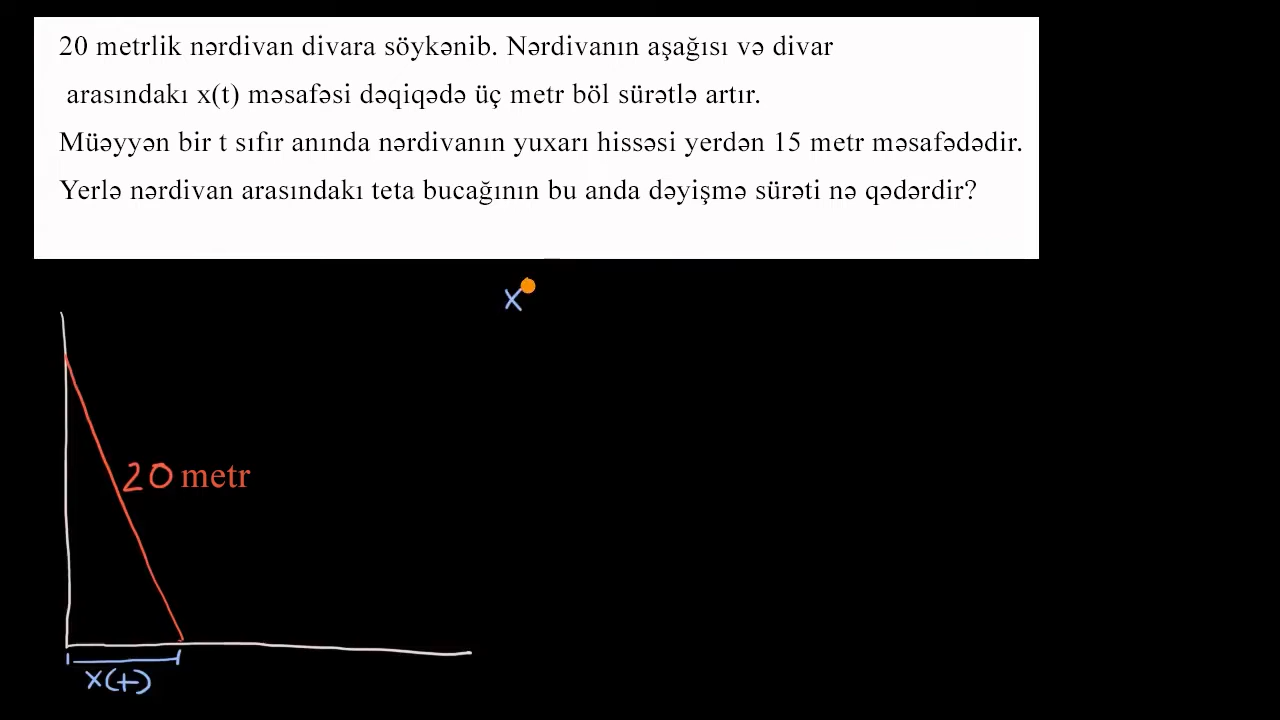 20 metrlik nərdivan divara söykənib. Nərdivanın aşağısı və divar
arasındakı x(t) məsafəsi dəqiqədə üç metr böl sürətlə artır.
Müəyyən bir t sıfır anında nərdivanın yuxarı hissəsi yerdən 15 metr məsafədədir.
Yerlə nərdivan arasındakı teta bucağının bu anda dəyişmə sürəti nə qədərdir?
x
20 metr
x(t)